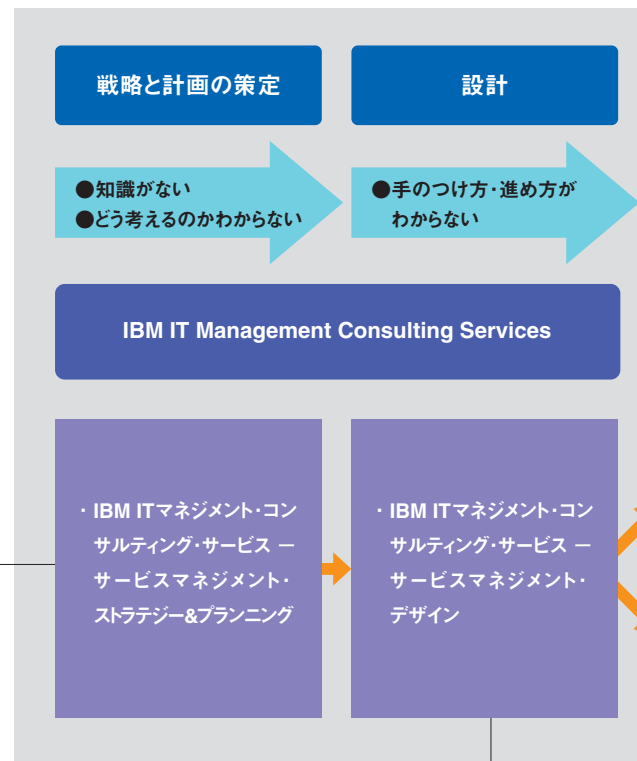 戦略と計画の策定
設計
●知識がない
●どう考えるのかわからない
●手のつけ方・進め方が
わからない
IBM IT Management Consulting Services
・IBM ITマネジメント・コン
サルティング・サービス ―
サービスマネジメント・
ストラテジー&プランニング
・IBM ITマネジメント・コン
サルティング・サービス ―
サービスマネジメント・
デザイン